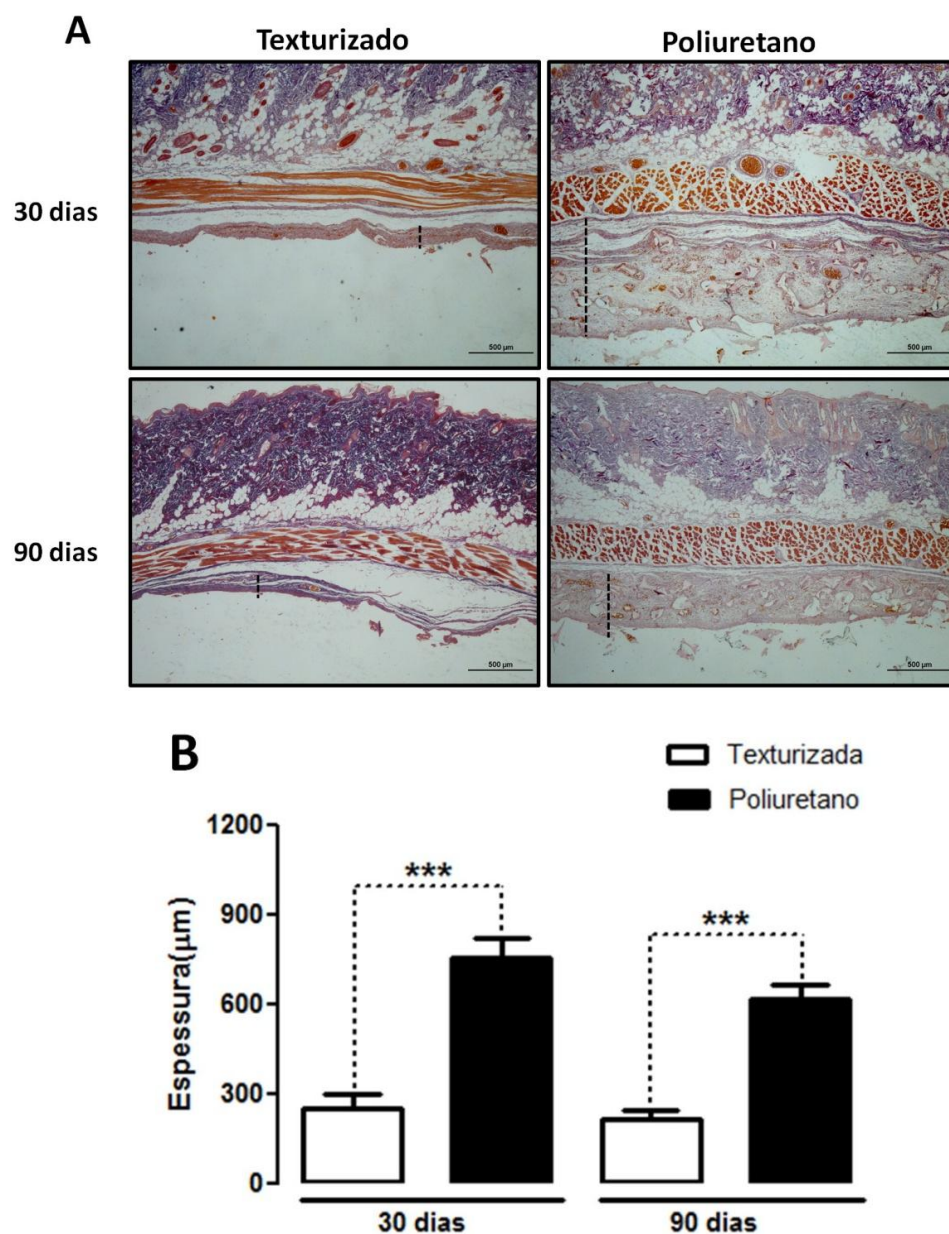 A
Texturizado
Poliuretano
30 dias
500 µm
500 µm
90 dias
500 µm
500 µm
B
Texturizada
Poliuretano
Espessura(µm)
1200
900
600
300
0
***
***
30 dias
90 dias